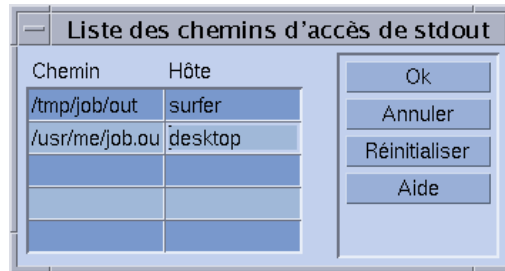 Liste des chemins d'accès de stdout
Chemin Hôte
/tmp/job/out surfer
/usr/me/job.ou desktop
Ok
Annuler
Réinitialiser
Aide